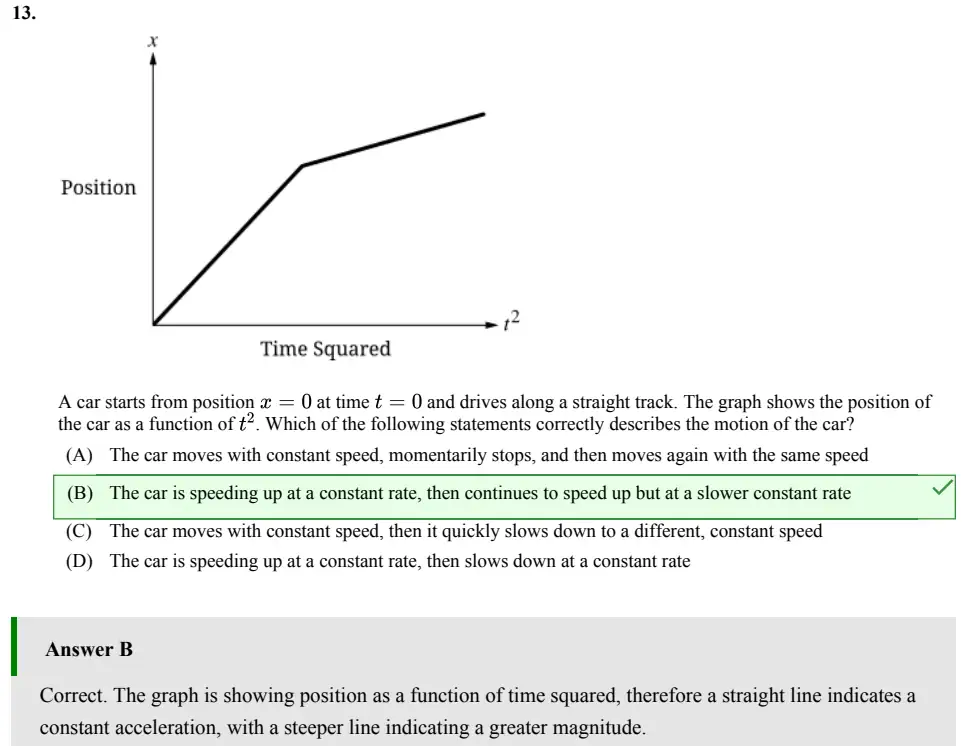 13.
x
Position
t²
Time Squared
A car starts from position x = 0 at time t = 0 and drives along a straight track. The graph shows the position of
the car as a function of t². Which of the following statements correctly describes the motion of the car?
(A) The car moves with constant speed, momentarily stops, and then moves again with the same speed
(B) The car is speeding up at a constant rate, then continues to speed up but at a slower constant rate
(C) The car moves with constant speed, then it quickly slows down to a different, constant speed
(D) The car is speeding up at a constant rate, then slows down at a constant rate
Answer B
Correct. The graph is showing position as a function of time squared, therefore a straight line indicates a
constant acceleration, with a steeper line indicating a greater magnitude.